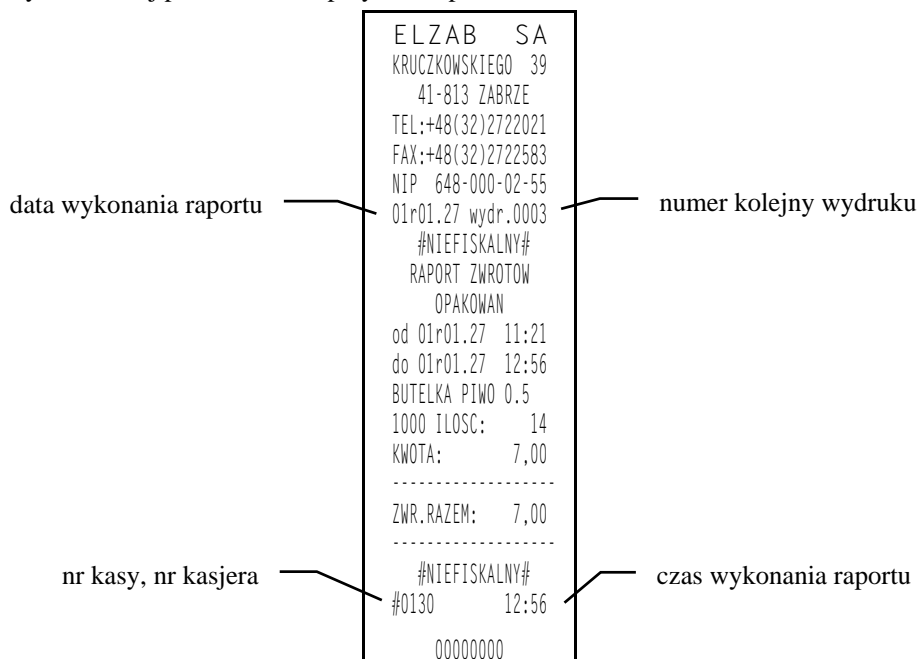 ELZAB SA
KRUCZKOWSKIEGO 39
41-813 ZABRZE
TEL:+48(32)2722021
FAX:+48(32)2722583
NIP 648-000-02-55
data wykonania raportu
01r01.27 wydr.0003
numer kolejny wydruku
#NIEFISKALNY#
RAPORT ZWROTOW
OPAKOWAN
od 01r01.27 11:21
do 01r01.27 12:56
BUTELKA PIWO 0.5
1000 ILOSC: 14
KWOTA: 7,00
-------------------
ZWR.RAZEM: 7,00
-------------------
#NIEFISKALNY#
nr kasy, nr kasjera
#0130 12:56
czas wykonania raportu
00000000